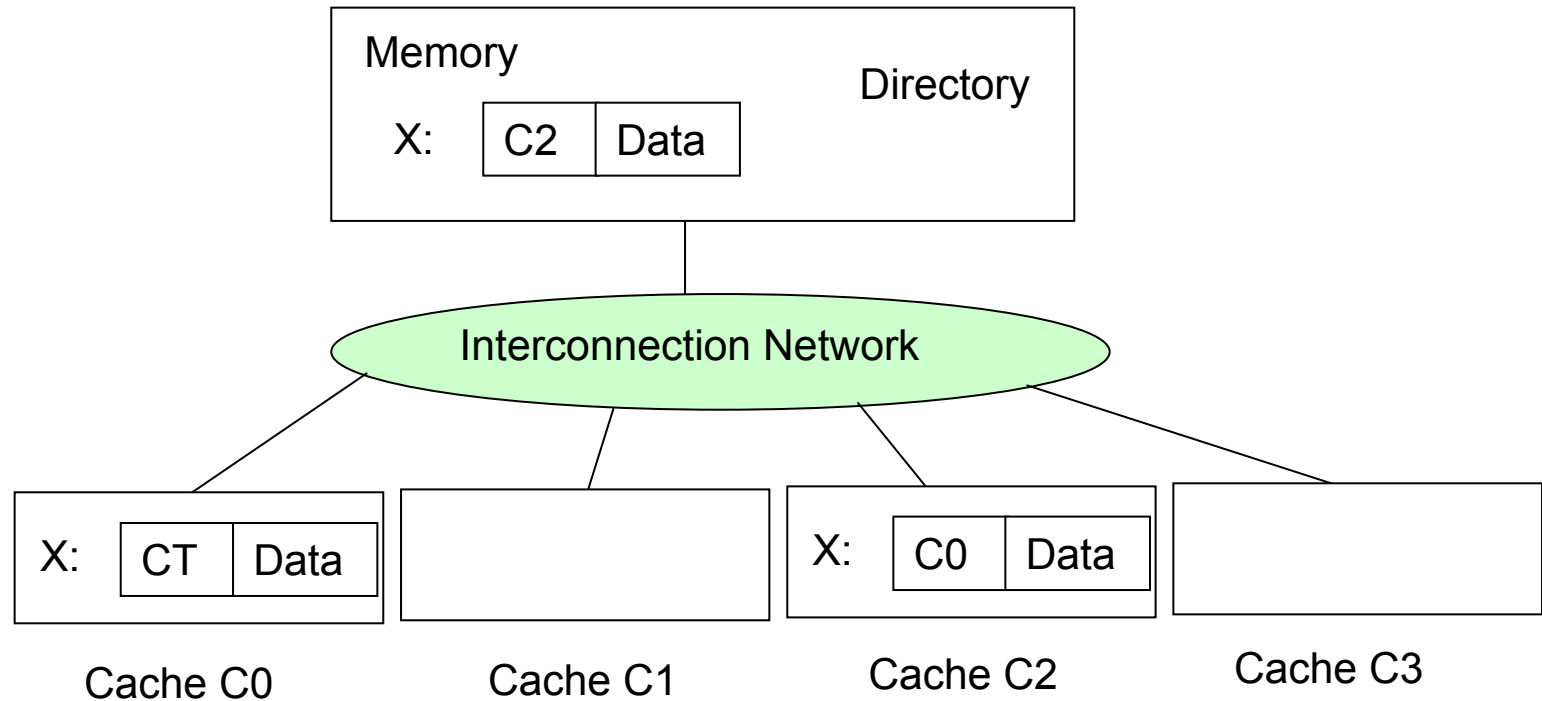 Memory
Directory
X: C2 Data
Interconnection Network
X: CT Data
X: C0 Data
Cache C0
Cache C1
Cache C2
Cache C3